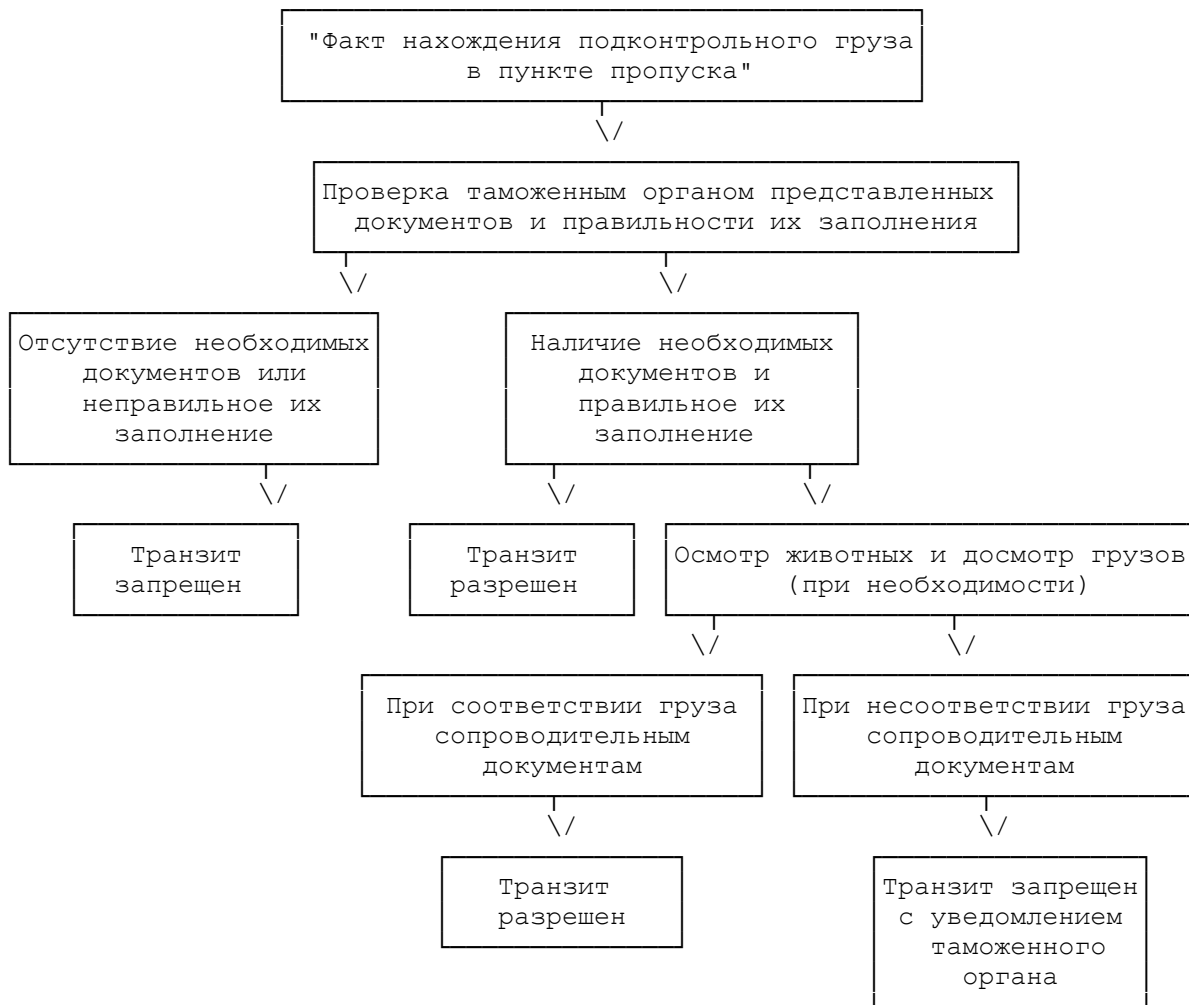 "Факт нахождения подконтрольного груза
в пункте пропуска"
Проверка таможенным органом представленных
документов и правильности их заполнения
Отсутствие необходимых
документов или
неправильное их
заполнение
Наличие необходимых
документов и
правильное их
заполнение
Транзит
запрещен
Транзит
разрешен
Осмотр животных и досмотр грузов
(при необходимости)
При соответствии груза
сопроводительным
документам
При несоответствии груза
сопроводительным
документам
Транзит
разрешен
Транзит запрещен
с уведомлением
таможенного
органа